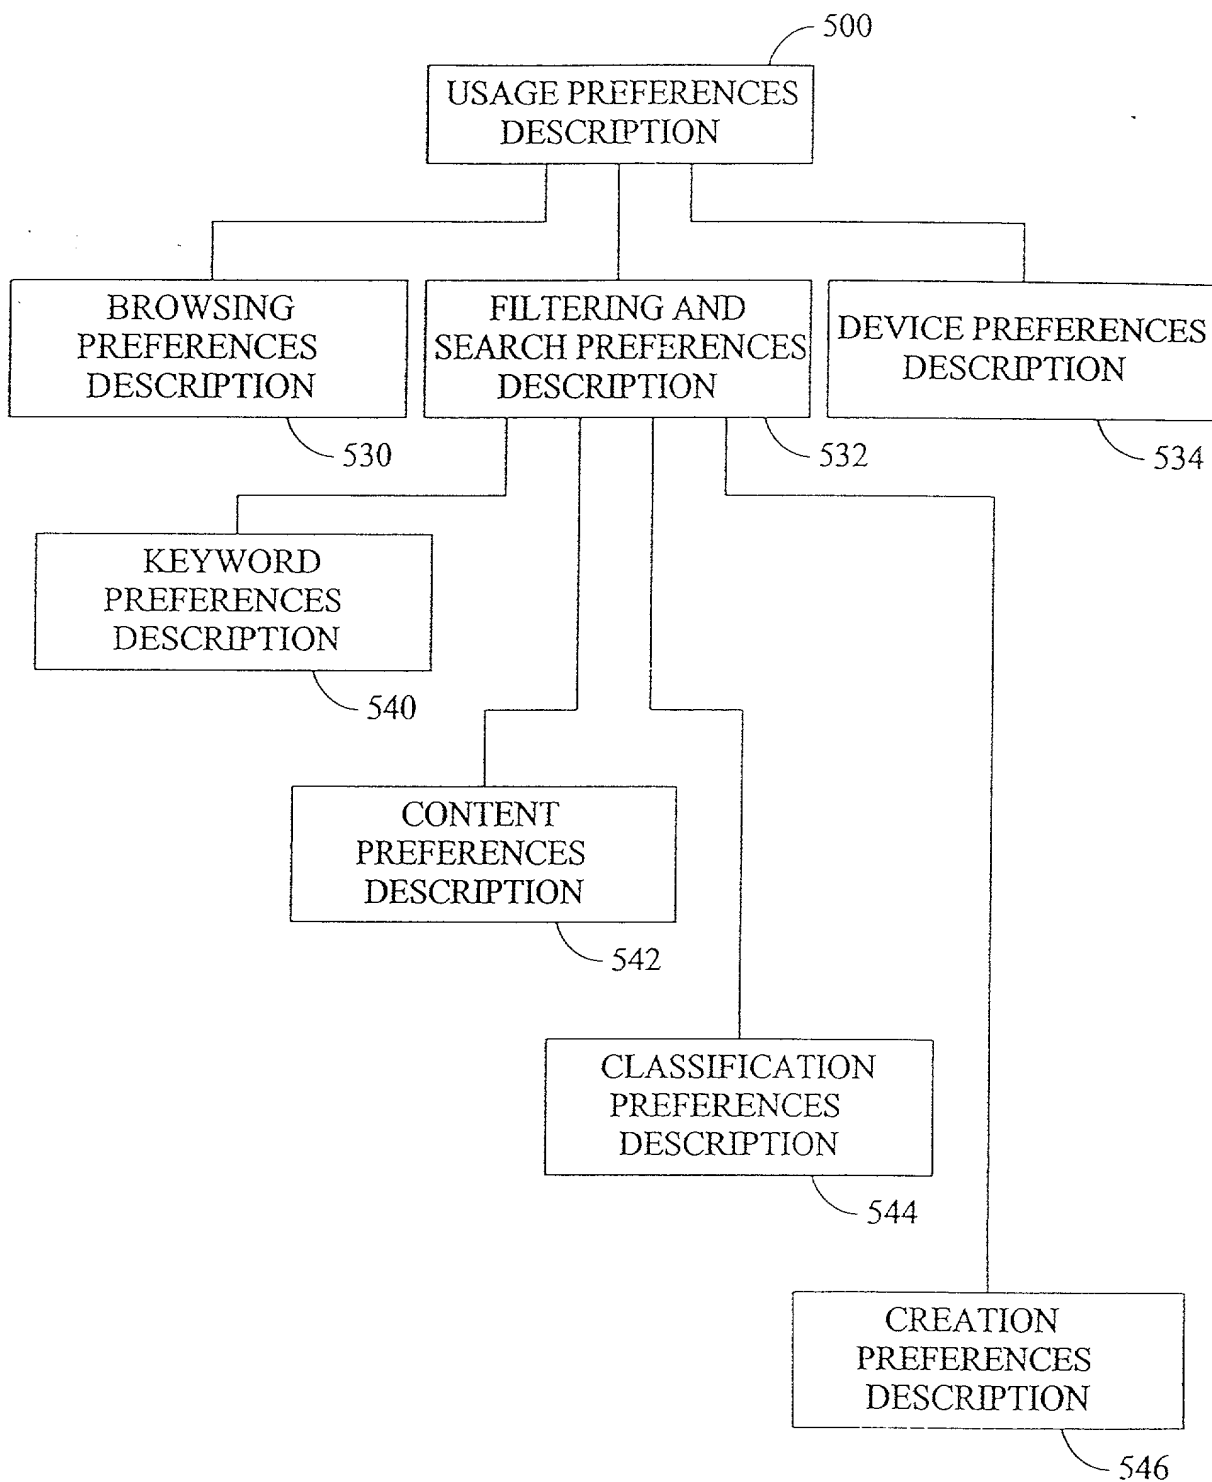 500
USAGE PREFERENCES
DESCRIPTION
BROWSING
PREFERENCES
DESCRIPTION
530
FILTERING AND
SEARCH PREFERENCES
DESCRIPTION
532
DEVICE PREFERENCES
DESCRIPTION
534
KEYWORD
PREFERENCES
DESCRIPTION
540
CONTENT
PREFERENCES
DESCRIPTION
542
CLASSIFICATION
PREFERENCES
DESCRIPTION
544
CREATION
PREFERENCES
DESCRIPTION
546